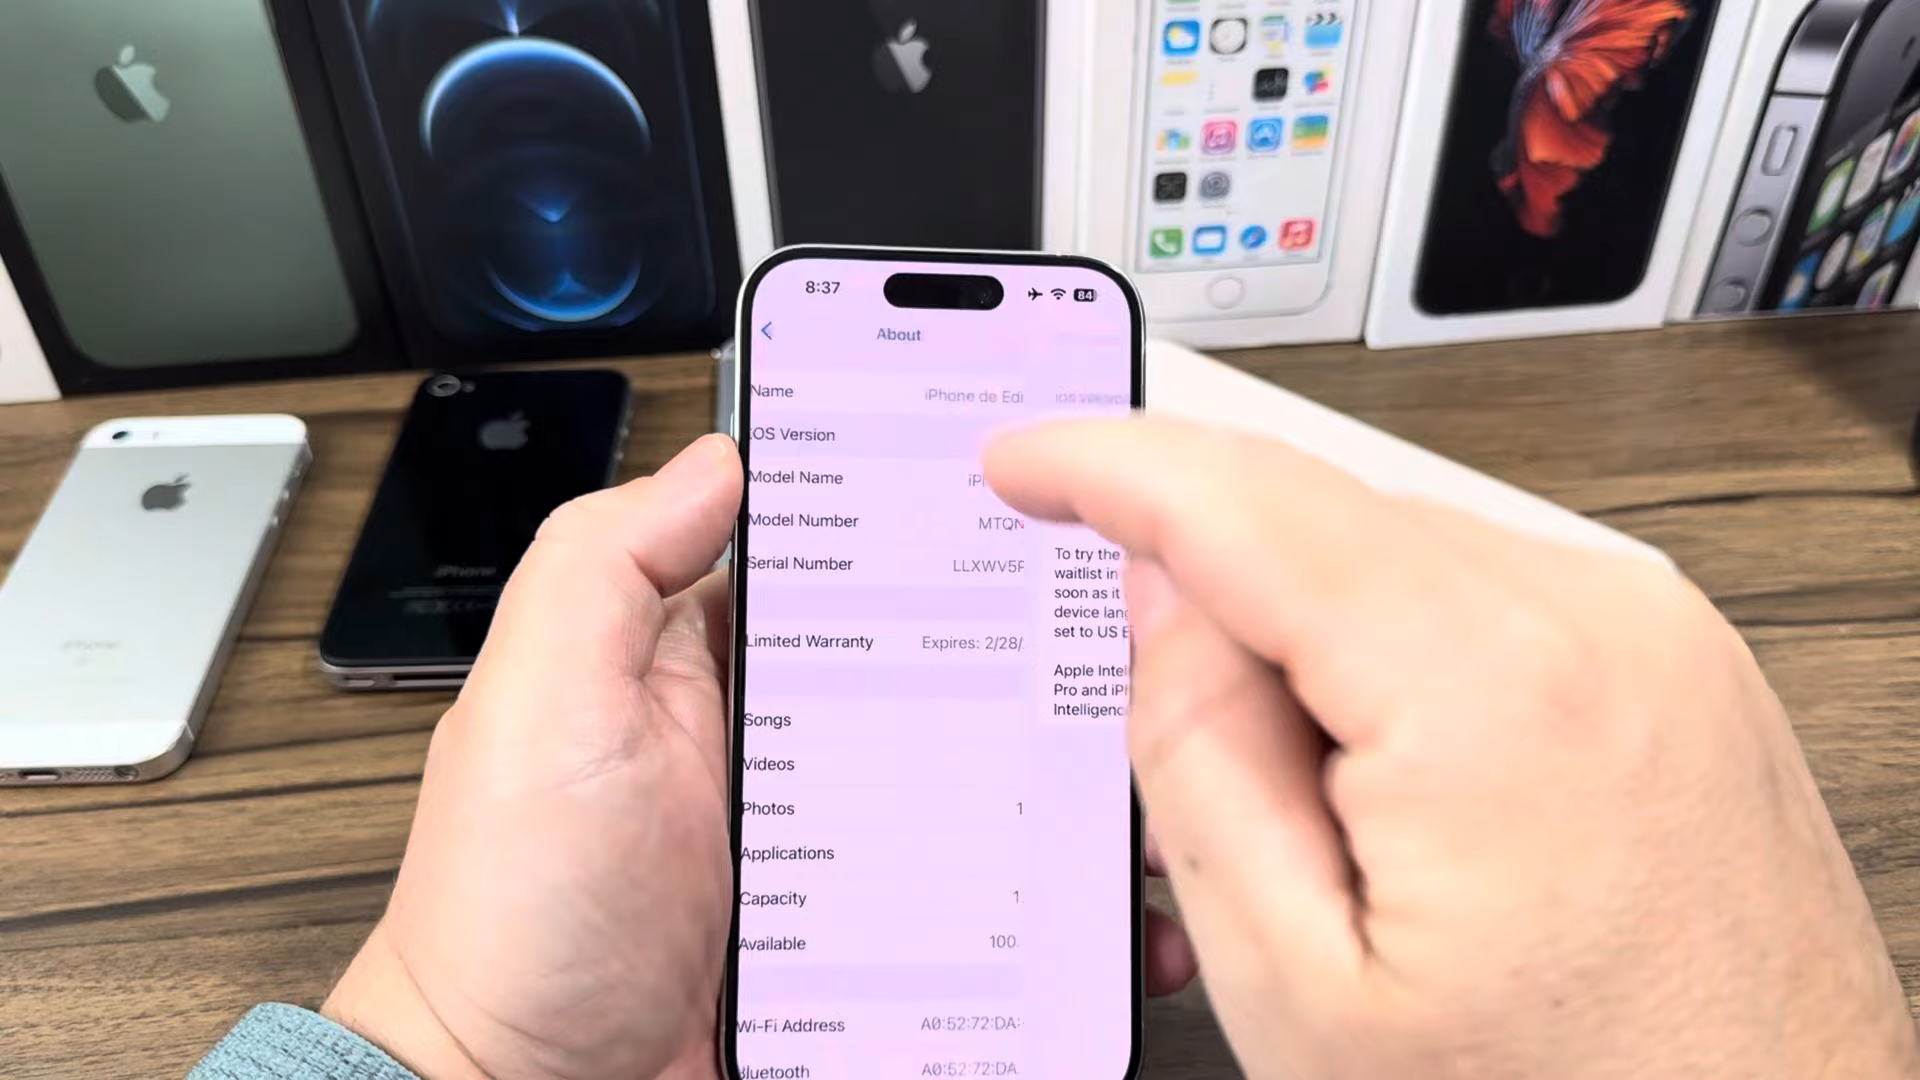 8:37
84
About
Name iPhone de Edi
iOS Version
Model Name iP
Model Number MTQN
Serial Number LLXWV5F
Limited Warranty Expires: 2/28/
Songs
Videos
Photos 1
Applications
Capacity 1
Available 100
Wi-Fi Address A0:52:72:DA:
Bluetooth A0:52:72:DA
To try the
waitlist in
soon as it
device lang
set to US E
Apple Intel
Pro and iPh
Intelligenc
iPhone
iPhone